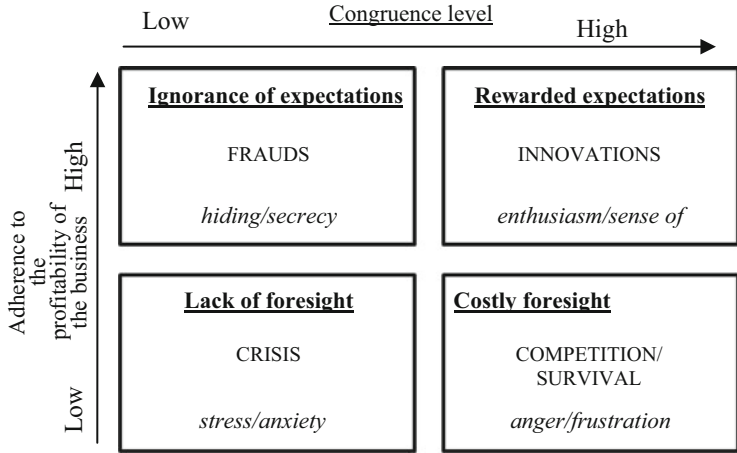 Congruence level
Low
High
Adherence to
the
profitability of
the business
High
Low
Ignorance of expectations
FRAUDS
hiding/secrecy
Rewarded expectations
INNOVATIONS
enthusiasm/sense of
Lack of foresight
CRISIS
stress/anxiety
Costly foresight
COMPETITION/
SURVIVAL
anger/frustration